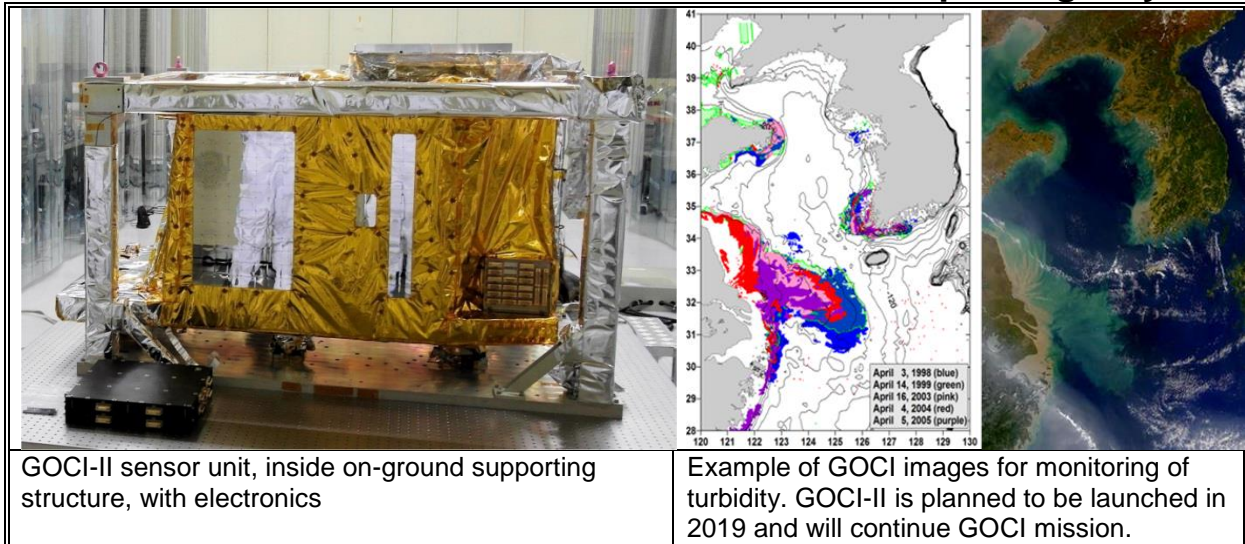 41
40
39
38
37
36
35
34
33
32
31
30
29
28
120 121 122 123 124 125 126 127 128 129 130
120
April 3, 1998 (blue)
April 14, 1999 (green)
April 16, 2003 (pink)
April 4, 2004 (red)
April 5, 2005 (purple)
GOCI-II sensor unit, inside on-ground supporting
structure, with electronics
Example of GOCI images for monitoring of
turbidity. GOCI-II is planned to be launched in
2019 and will continue GOCI mission.